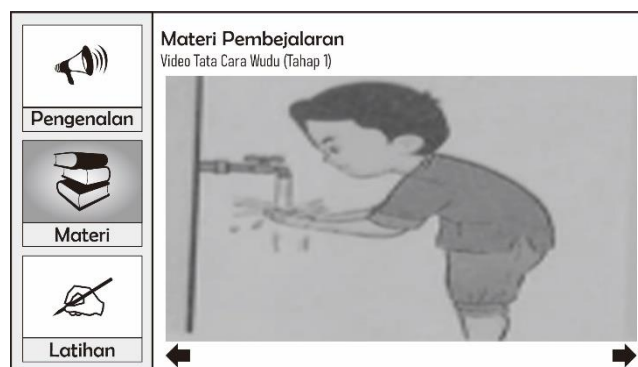 Materi Pembejalaran
Video Tata Cara Wudu (Tahap 1)
Pengenalan
Materi
Latihan